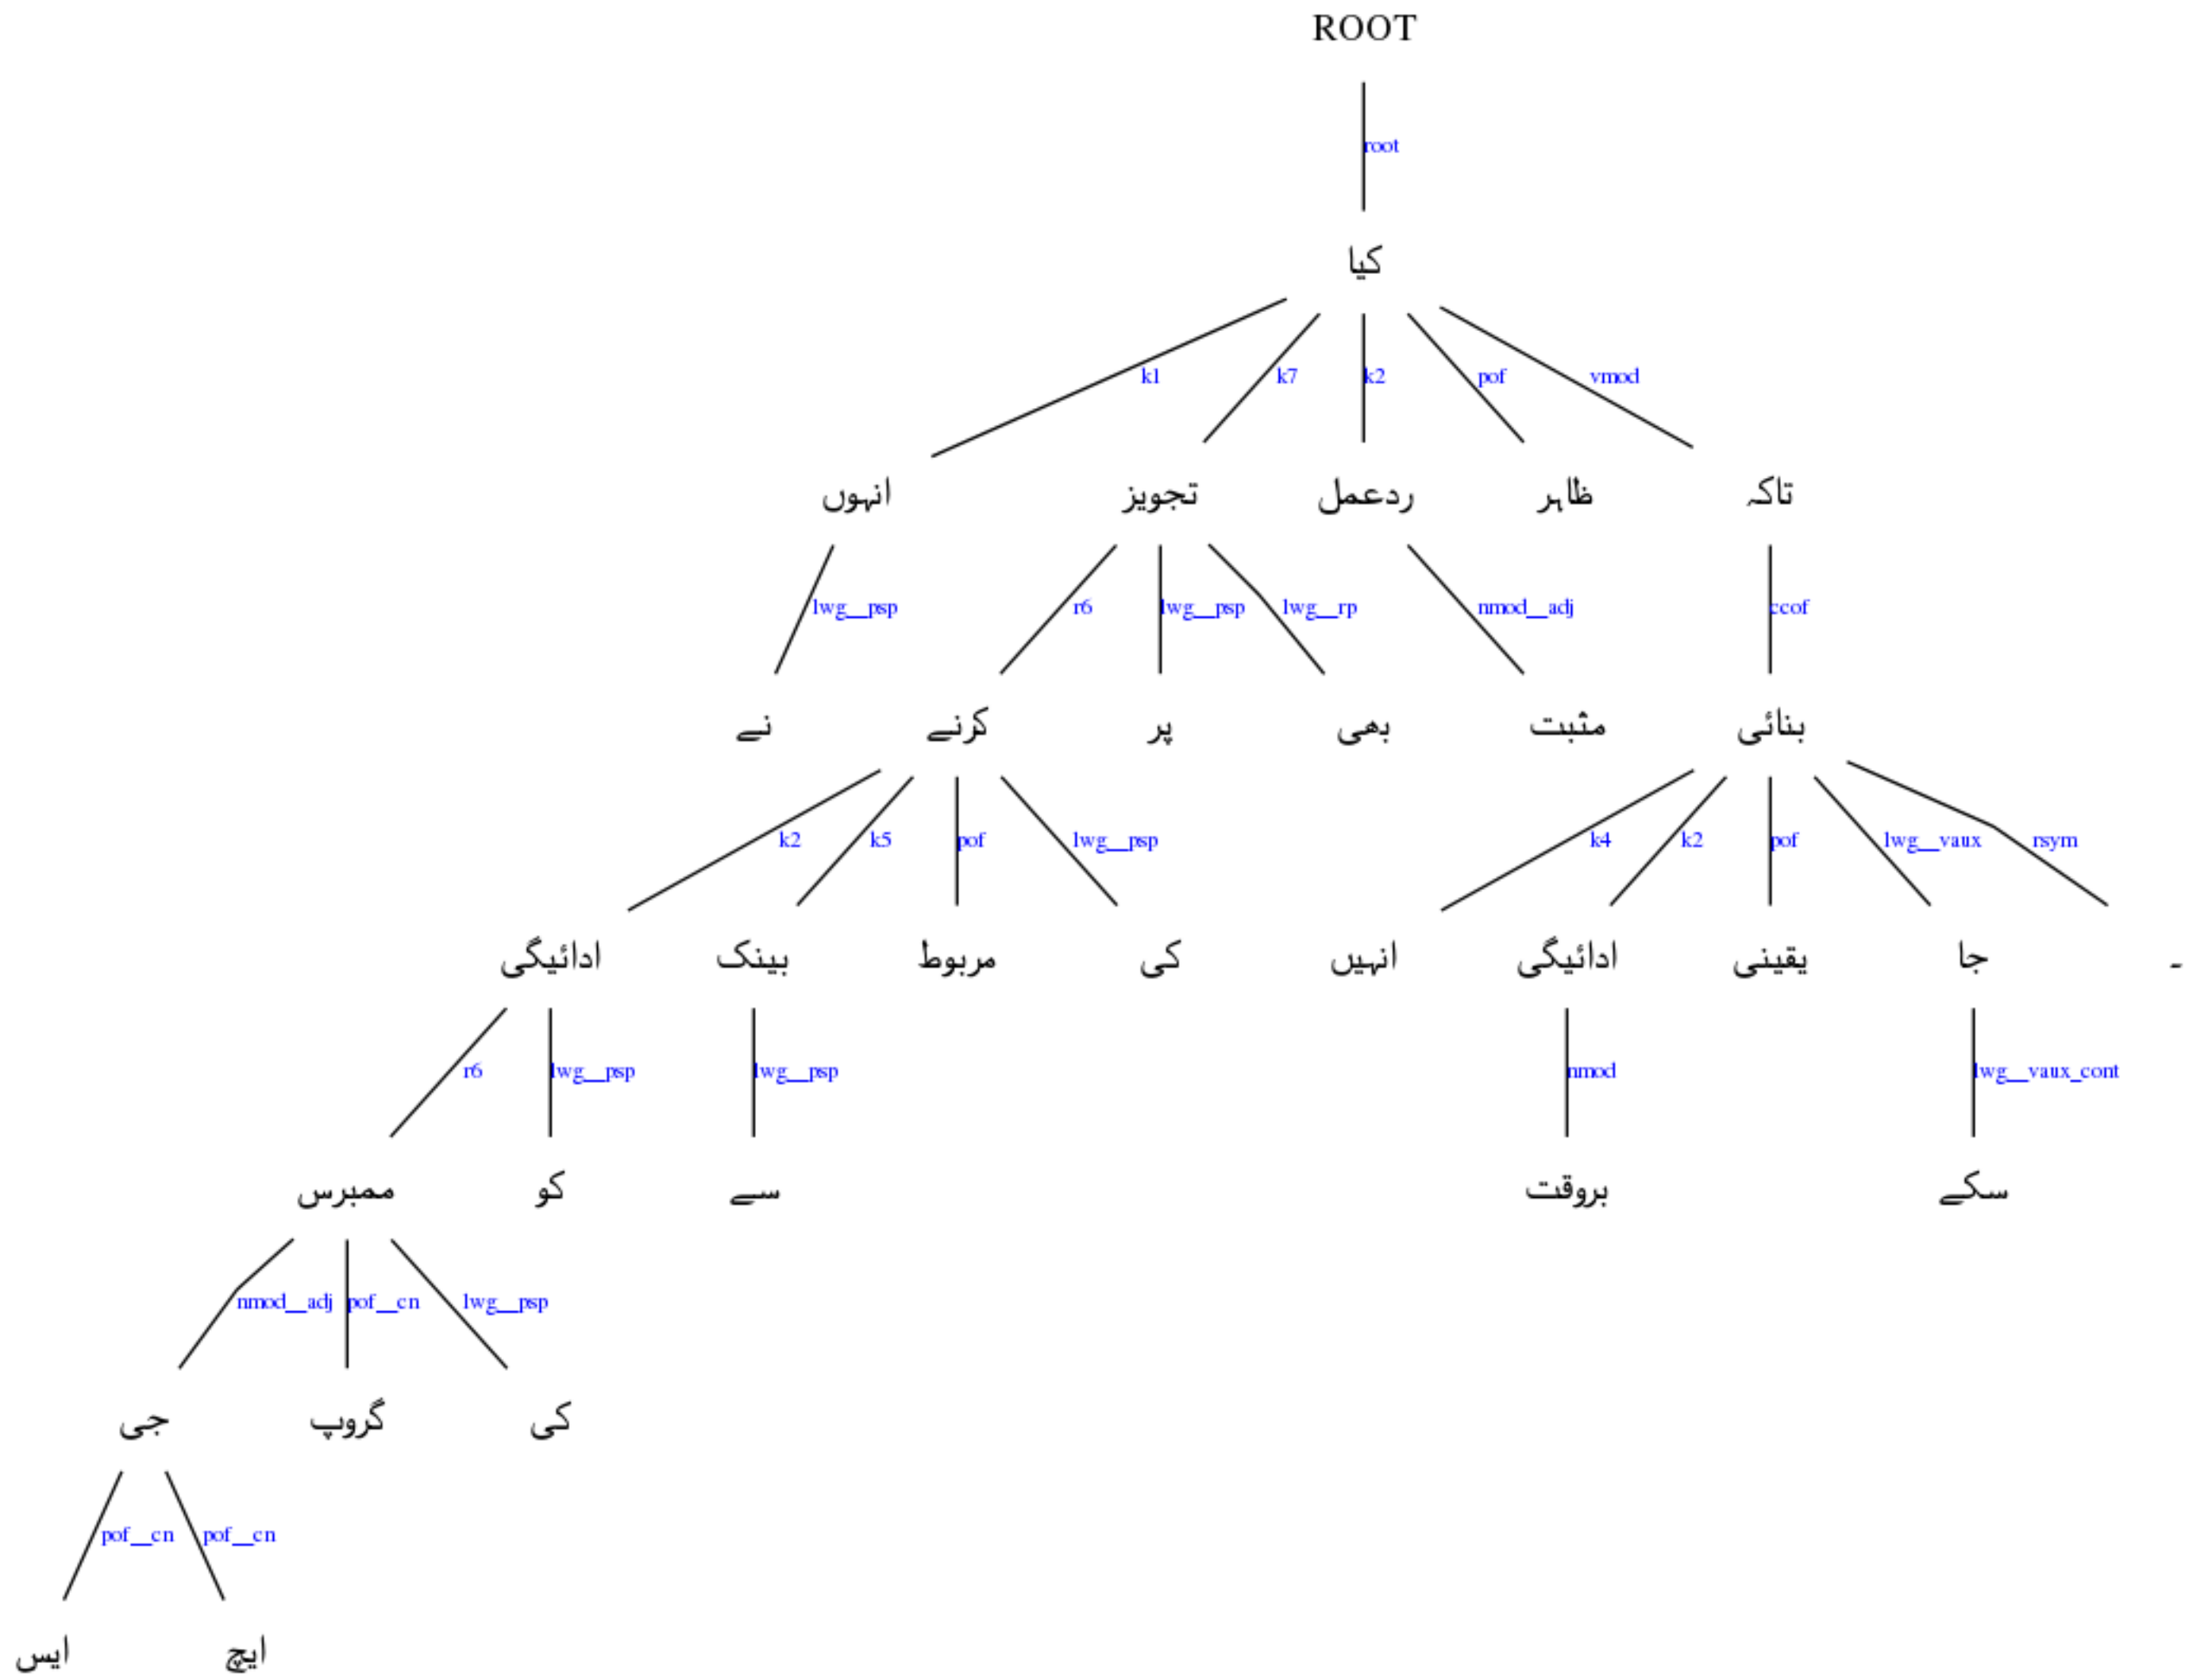 ROOT
root
کیا
k1 k7 k2 pof vmod
انہوں تجویز ردعمل ظاہر تاکہ
lwg__psp r6 lwg__psp lwg__rp nmod__adj ccof
نے کرنے پر بھی مثبت بنائی
k2 k5 pof lwg__psp k4 k2 pof lwg__vaux rsym
ادائیگی بینک مربوط کی انہیں ادائیگی یقینی جا ۔
r6 lwg__psp lwg__psp nmod lwg__vaux_cont
ممبرس کو سے بروقت سکے
nmod__adj pof__cn lwg__psp
جی گروپ کی
pof__cn pof__cn
ایس ایچ